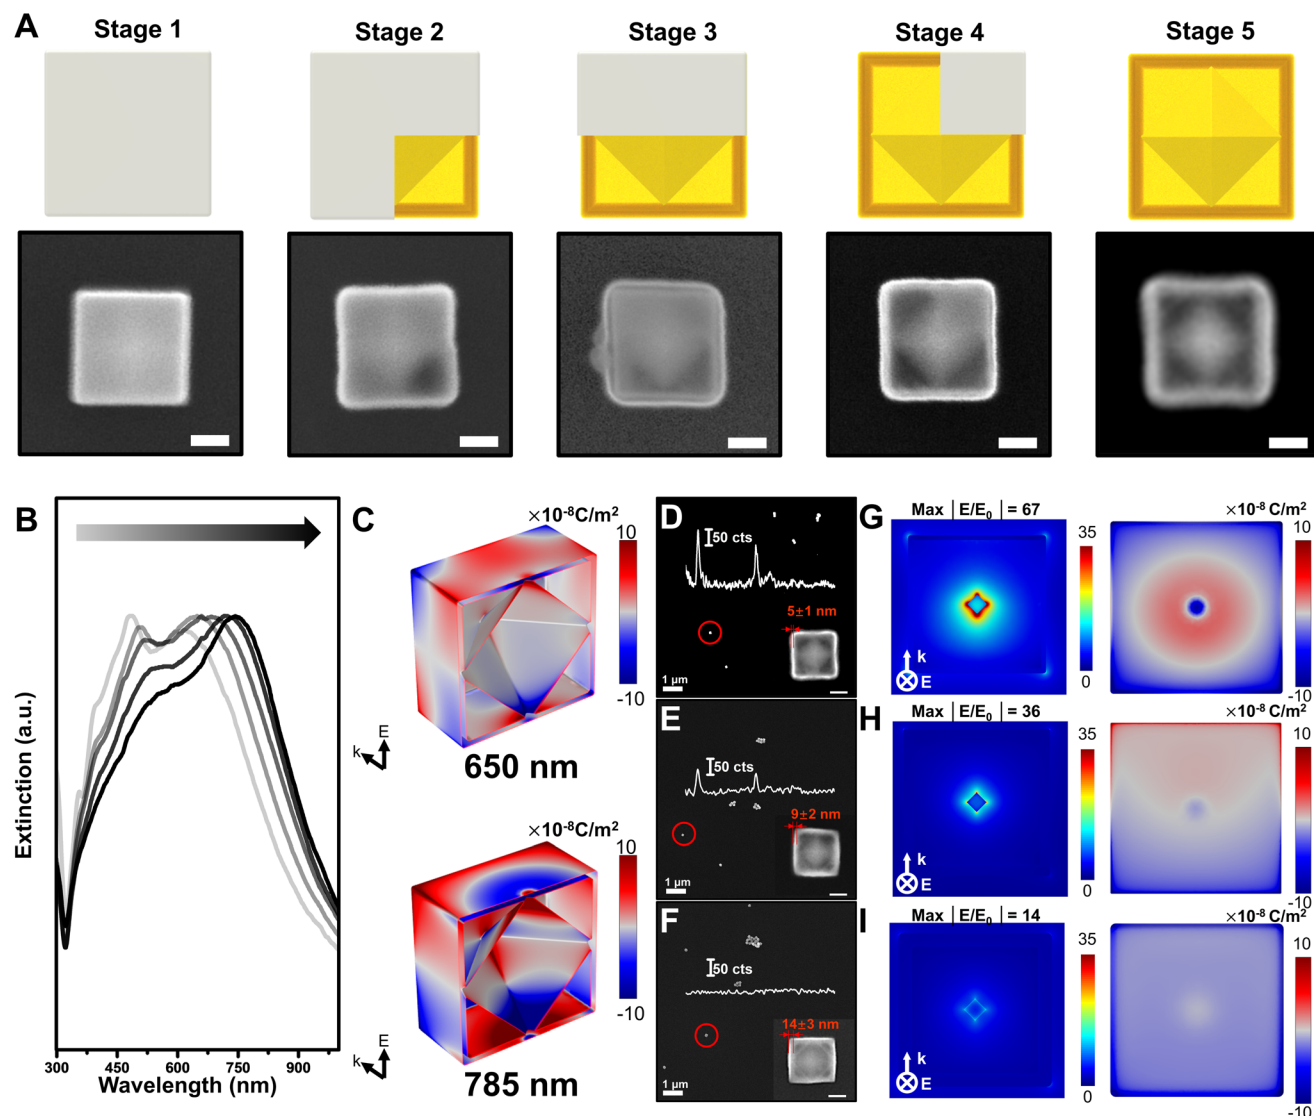 A
Stage 1
Stage 2
Stage 3
Stage 4
Stage 5
B
Extinction (a.u.)
300
450
600
750
900
Wavelength (nm)
C
×10⁻⁸C/m²
10
-10
E
k
650 nm
×10⁻⁸C/m²
10
-10
E
k
785 nm
D
50 cts
5±1 nm
1 µm
E
50 cts
9±2 nm
1 µm
F
50 cts
14±3 nm
1 µm
G
Max |E/E₀| = 67
35
0
k
E
×10⁻⁸ C/m²
10
-10
H
Max |E/E₀| = 36
35
0
k
E
×10⁻⁸ C/m²
10
-10
I
Max |E/E₀| = 14
35
0
k
E
×10⁻⁸ C/m²
10
-10